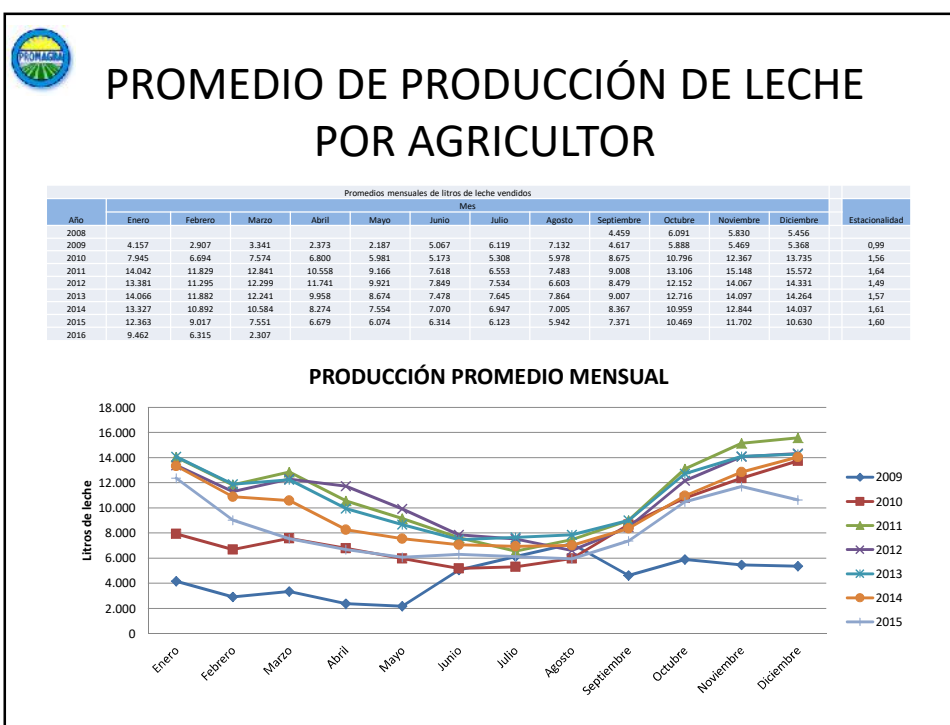 PROMAGRA
PROMEDIO DE PRODUCCIÓN DE LECHE
POR AGRICULTOR
Promedios mensuales de litros de leche vendidos
Mes
Año Enero Febrero Marzo Abril Mayo Junio Julio Agosto Septiembre Octubre Noviembre Diciembre Estacionalidad
2008 4.459 6.091 5.830 5.456
2009 4.157 2.907 3.341 2.373 2.187 5.067 6.119 7.132 4.617 5.888 5.469 5.368 0,99
2010 7.945 6.694 7.574 6.800 5.981 5.173 5.308 5.978 8.675 10.796 12.367 13.735 1,56
2011 14.042 11.829 12.841 10.558 9.166 7.618 6.553 7.483 9.008 13.106 15.148 15.572 1,64
2012 13.381 11.295 12.299 11.741 9.921 7.849 7.534 6.603 8.479 12.152 14.067 14.331 1,49
2013 14.066 11.882 12.241 9.958 8.674 7.478 7.645 7.864 9.007 12.716 14.097 14.264 1,57
2014 13.327 10.892 10.584 8.274 7.554 7.070 6.947 7.005 8.367 10.959 12.844 14.037 1,61
2015 12.363 9.017 7.551 6.679 6.074 6.314 6.123 5.942 7.371 10.469 11.702 10.630 1,60
2016 9.462 6.315 2.307
PRODUCCIÓN PROMEDIO MENSUAL
Litros de leche
18.000
16.000
14.000
12.000
10.000
8.000
6.000
4.000
2.000
0
Enero Febrero Marzo Abril Mayo Junio Julio Agosto Septiembre Octubre Noviembre Diciembre
2009
2010
2011
2012
2013
2014
2015